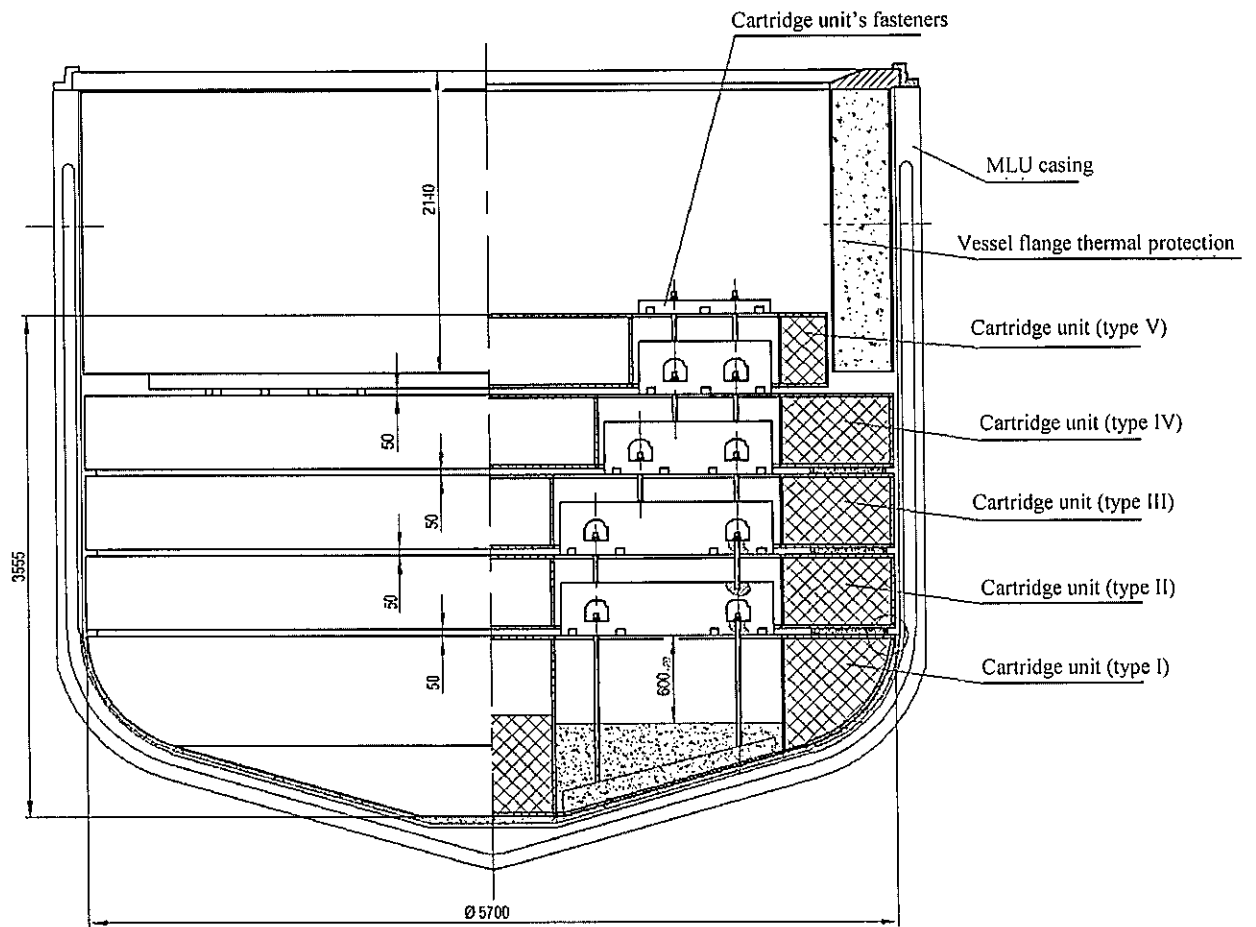 Cartridge unit's fasteners
MLU casing
2140
Vessel flange thermal protection
Cartridge unit (type V)
Cartridge unit (type IV)
50
Cartridge unit (type III)
50
3555
50
Cartridge unit (type II)
50
600
Cartridge unit (type I)
Ø 5700